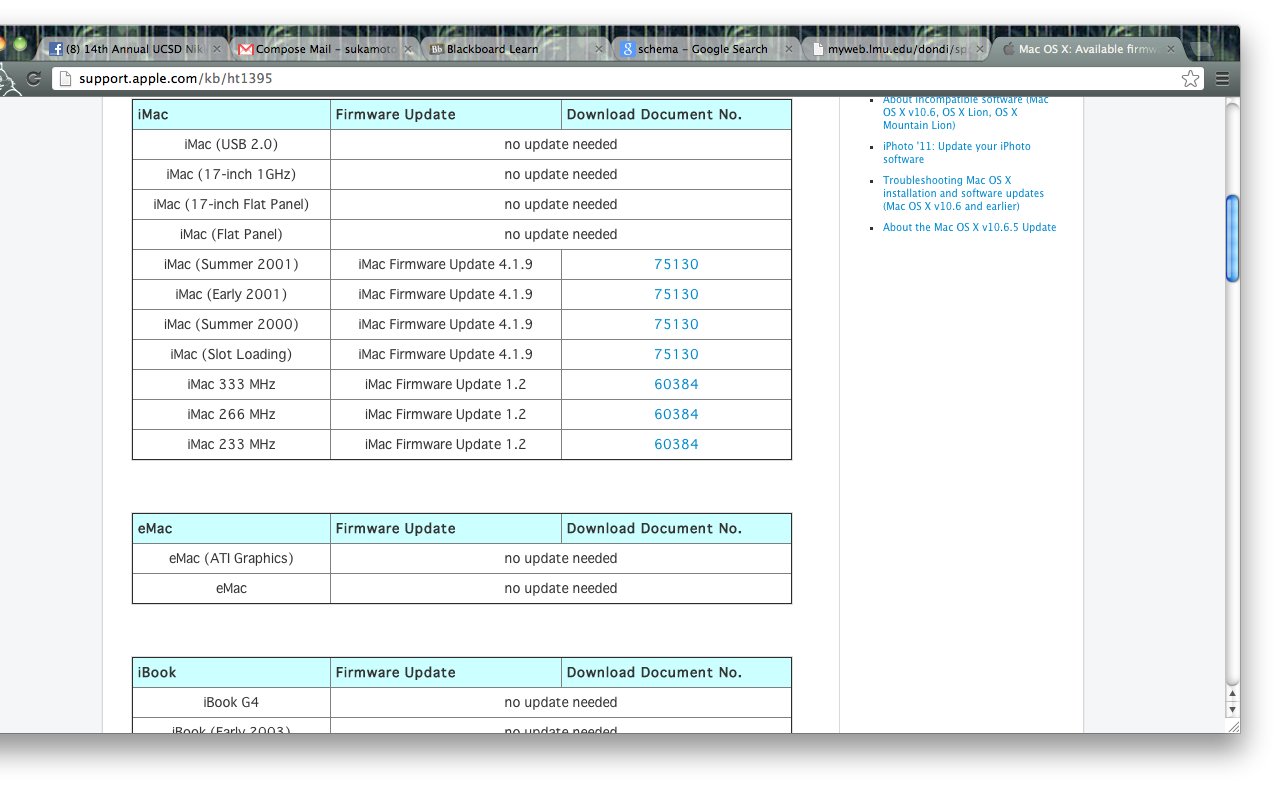 (8) 14th Annual UCSD Nik
Compose Mail – sukamoto
Blackboard Learn
schema – Google Search
myweb.lmu.edu/dondi/sp
Mac OS X: Available firmw
support.apple.com/kb/ht1395
iMac Firmware Update Download Document No.
iMac (USB 2.0) no update needed
iMac (17-inch 1GHz) no update needed
iMac (17-inch Flat Panel) no update needed
iMac (Flat Panel) no update needed
iMac (Summer 2001) iMac Firmware Update 4.1.9 75130
iMac (Early 2001) iMac Firmware Update 4.1.9 75130
iMac (Summer 2000) iMac Firmware Update 4.1.9 75130
iMac (Slot Loading) iMac Firmware Update 4.1.9 75130
iMac 333 MHz iMac Firmware Update 1.2 60384
iMac 266 MHz iMac Firmware Update 1.2 60384
iMac 233 MHz iMac Firmware Update 1.2 60384
eMac Firmware Update Download Document No.
eMac (ATI Graphics) no update needed
eMac no update needed
iBook Firmware Update Download Document No.
iBook G4 no update needed
iBook (Early 2003) no update needed
About incompatible software (Mac
OS X v10.6, OS X Lion, OS X
Mountain Lion)
iPhoto '11: Update your iPhoto
software
Troubleshooting Mac OS X
installation and software updates
(Mac OS X v10.6 and earlier)
About the Mac OS X v10.6.5 Update